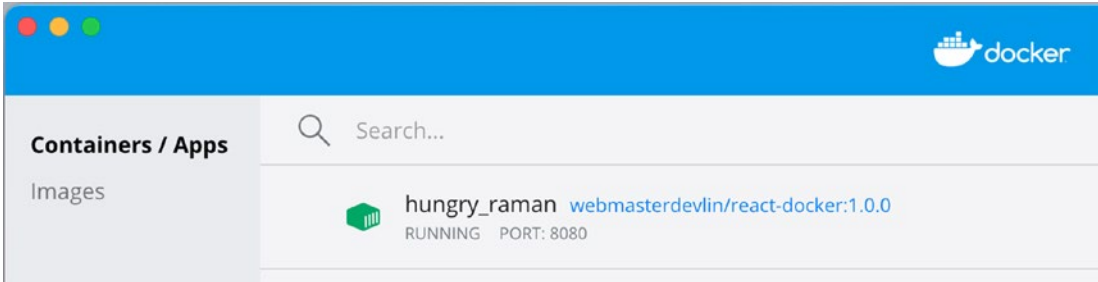 docker
Containers / Apps
Search...
Images
hungry_raman webmasterdevlin/react-docker:1.0.0
RUNNING PORT: 8080